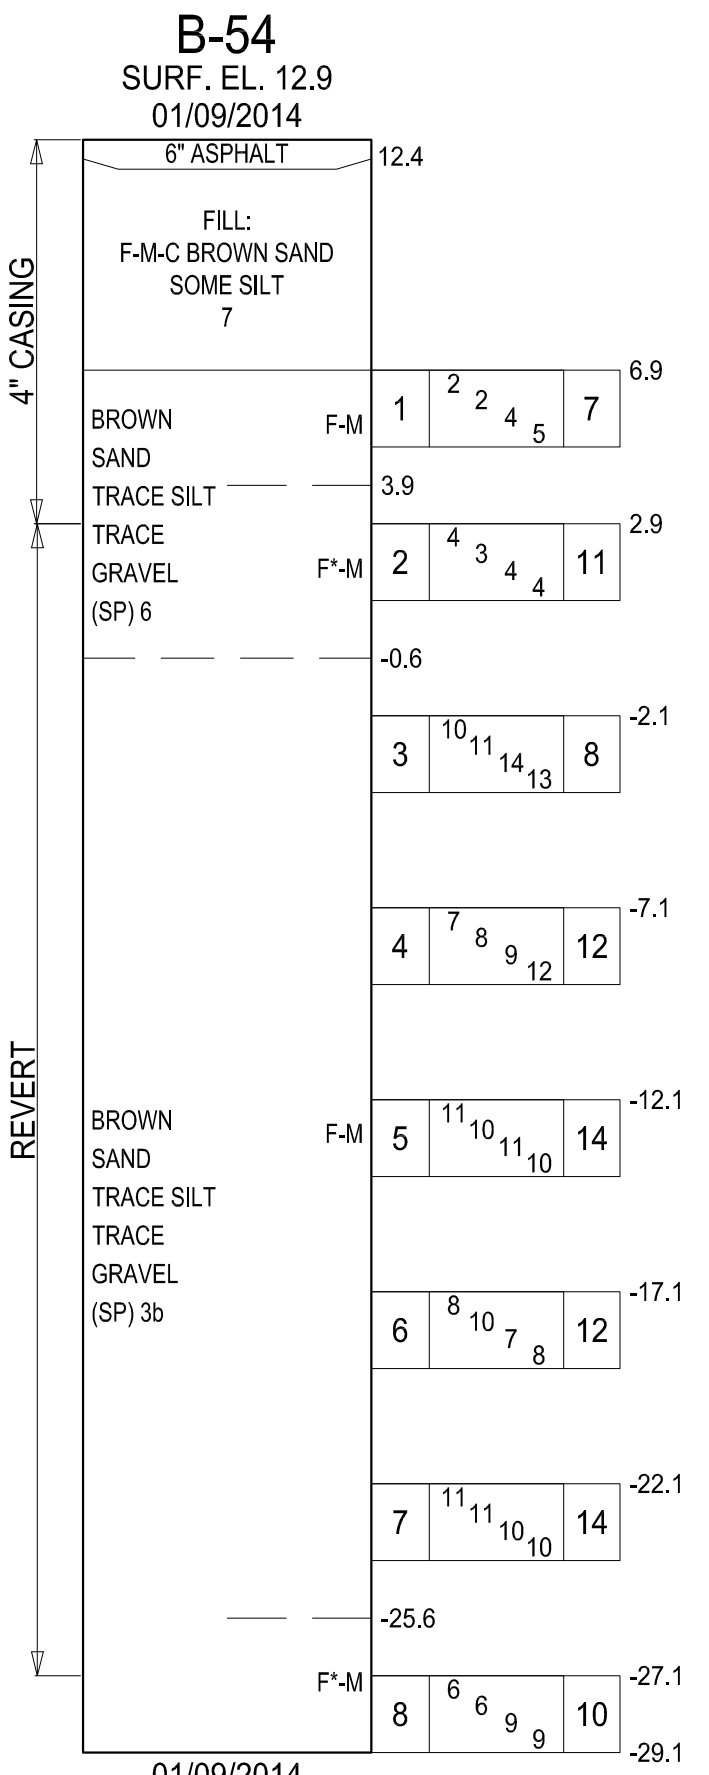 B-54
SURF. EL. 12.9
01/09/2014
6" ASPHALT
12.4
4" CASING
FILL:
F-M-C BROWN SAND
SOME SILT
7
6.9
BROWN
SAND
TRACE SILT
TRACE
GRAVEL
(SP) 6
F-M
1
2 2 4 5
7
3.9
2.9
F*-M
2
4 3 4 4
11
-0.6
-2.1
3
10 11 14 13
8
-7.1
4
7 8 9 12
12
REVERT
BROWN
SAND
TRACE SILT
TRACE
GRAVEL
(SP) 3b
F-M
-12.1
5
11 10 11 10
14
-17.1
6
8 10 7 8
12
-22.1
7
11 11 10 10
14
-25.6
-27.1
F*-M
8
6 6 9 9
10
-29.1
01/09/2014